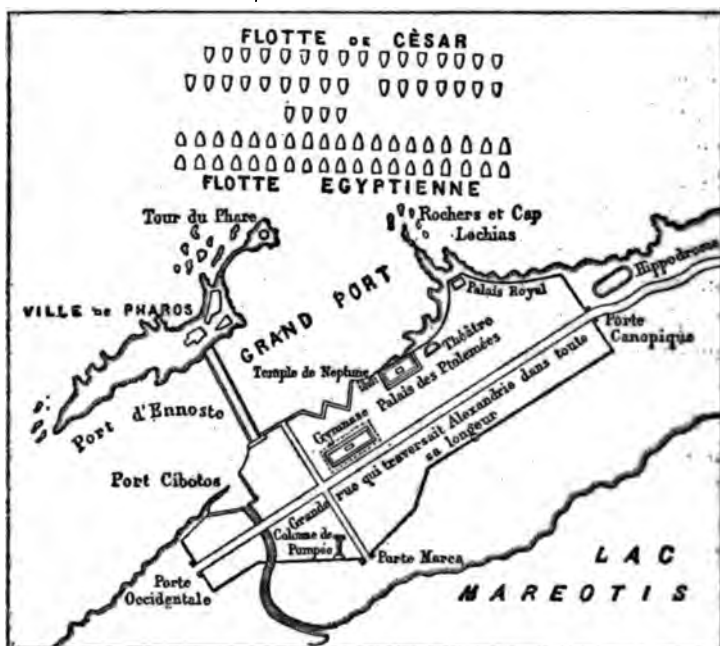 FLOTTE DE CÈSAR
FLOTTE EGYPTIENNE
Tour du Phare
Rochers et Cap
Lochias
Hippodrome
Palais Royal
VILLE DE PHAROS
GRAND PORT
Porte
Canopique
Théâtre
Temple de Neptune
Palais des Ptolemées
Port d'Ennoste
Gymnase
Grande rue qui traversait Alexandrie dans toute
sa longeur
Port Cibotos
Colonne de
Pompée
Porte Marea
Porte
Occidentale
LAC
MAREOTIS